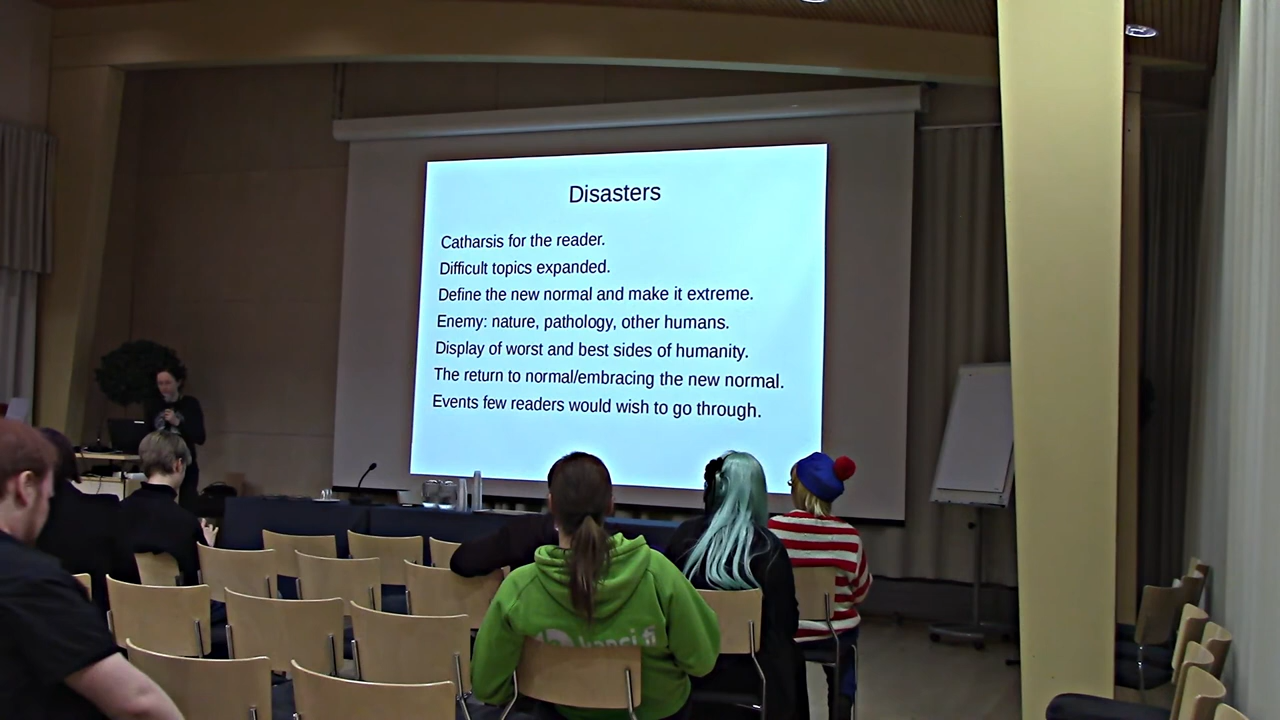 Disasters
Catharsis for the reader.
Difficult topics expanded.
Define the new normal and make it extreme.
Enemy: nature, pathology, other humans.
Display of worst and best sides of humanity.
The return to normal/embracing the new normal.
Events few readers would wish to go through.